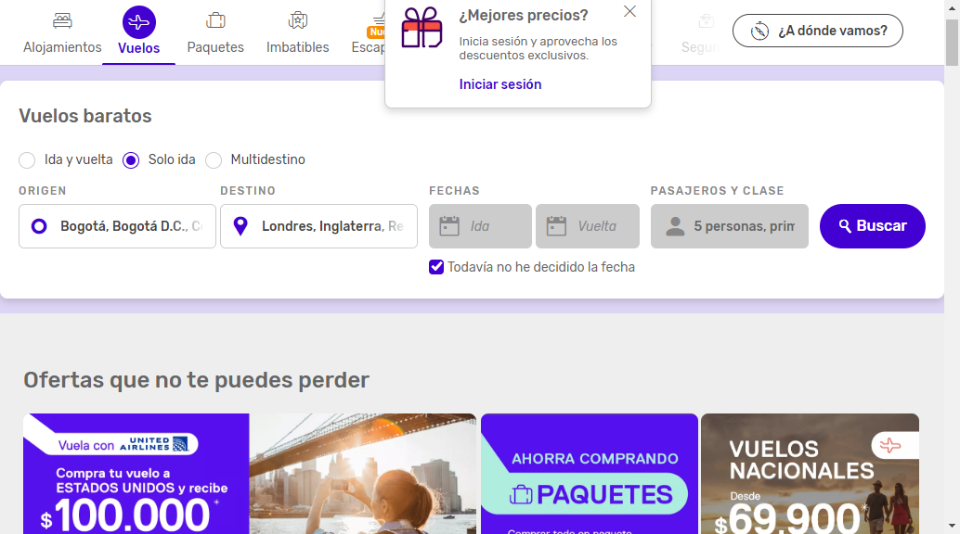 Alojamientos
Vuelos
Paquetes
Imbatibles
¿A dónde vamos?
¿Mejores precios?
Inicia sesión y aprovecha los
descuentos exclusivos.
Iniciar sesión
Vuelos baratos
Ida y vuelta
Solo ida
Multidestino
ORIGEN
DESTINO
FECHAS
PASAJEROS Y CLASE
Bogotá, Bogotá D.C., C
Londres, Inglaterra, Re
Ida
Vuelta
5 personas, prim
Buscar
Todavía no he decidido la fecha
Ofertas que no te puedes perder
Vuela con UNITED AIRLINES
Compra tu vuelo a
ESTADOS UNIDOS y recibe
$100.000*
AHORRA COMPRANDO
PAQUETES
Comprar todo en paquete
VUELOS
NACIONALES
Desde
$69.900*